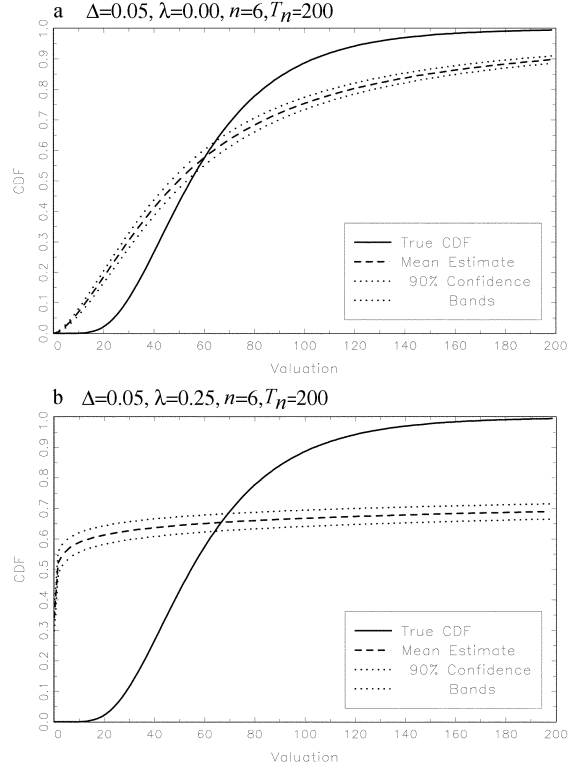 a Δ=0.05, λ=0.00, n=6,Tn=200
1.0
0.9
0.8
0.7
0.6
0.5
0.4
0.3
0.2
0.1
0.0
CDF
True CDF
Mean Estimate
90% Confidence
Bands
0 20 40 60 80 100 120 140 160 180 200
Valuation
b Δ=0.05, λ=0.25, n=6,Tn=200
1.0
0.9
0.8
0.7
0.6
0.5
0.4
0.3
0.2
0.1
0.0
CDF
True CDF
Mean Estimate
90% Confidence
Bands
0 20 40 60 80 100 120 140 160 180 200
Valuation